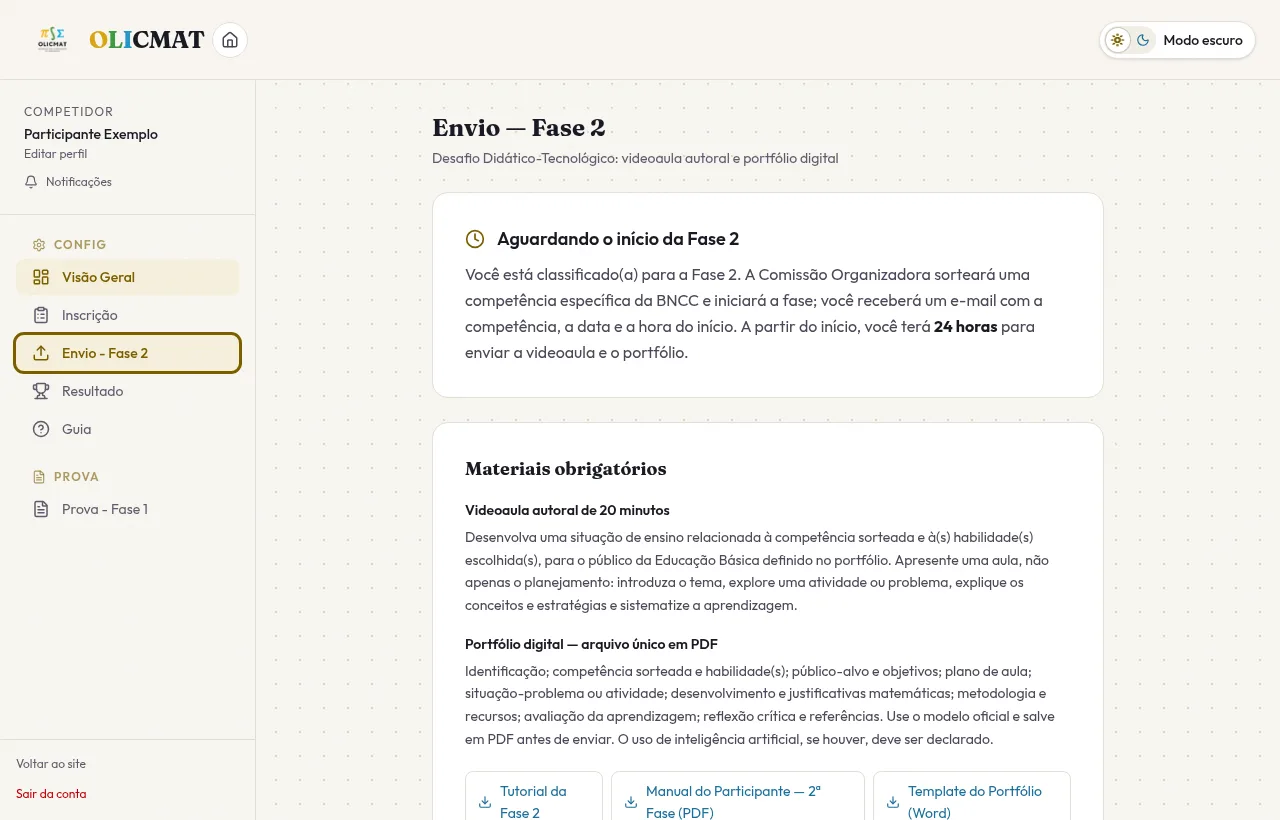 πSΣ
OLICMAT
OLICMAT
Modo escuro
COMPETIDOR
Participante Exemplo
Editar perfil
Notificações
CONFIG
Visão Geral
Inscrição
Envio - Fase 2
Resultado
Guia
PROVA
Prova - Fase 1
Voltar ao site
Sair da conta
Envio — Fase 2
Desafio Didático-Tecnológico: videoaula autoral e portfólio digital
Aguardando o início da Fase 2
Você está classificado(a) para a Fase 2. A Comissão Organizadora sorteará uma
competência específica da BNCC e iniciará a fase; você receberá um e-mail com a
competência, a data e a hora do início. A partir do início, você terá 24 horas para
enviar a videoaula e o portfólio.
Materiais obrigatórios
Videoaula autoral de 20 minutos
Desenvolva uma situação de ensino relacionada à competência sorteada e à(s) habilidade(s)
escolhida(s), para o público da Educação Básica definido no portfólio. Apresente uma aula, não
apenas o planejamento: introduza o tema, explore uma atividade ou problema, explique os
conceitos e estratégias e sistematize a aprendizagem.
Portfólio digital — arquivo único em PDF
Identificação; competência sorteada e habilidade(s); público-alvo e objetivos; plano de aula;
situação-problema ou atividade; desenvolvimento e justificativas matemáticas; metodologia e
recursos; avaliação da aprendizagem; reflexão crítica e referências. Use o modelo oficial e salve
em PDF antes de enviar. O uso de inteligência artificial, se houver, deve ser declarado.
Tutorial da
Fase 2
Manual do Participante — 2ª
Fase (PDF)
Template do Portfólio
(Word)